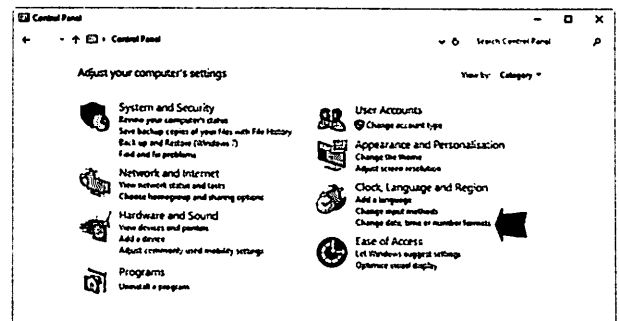 Control Panel
Control Panel
Search Control Panel
Adjust your computer's settings
View by: Category
System and Security
Review your computer's status
Save backup copies of your files with File History
Back up and Restore (Windows 7)
Find and fix problems
Network and Internet
View network status and tasks
Choose homegroup and sharing options
Hardware and Sound
View devices and printers
Add a device
Adjust commonly used mobility settings
Programs
Uninstall a program
User Accounts
Change account type
Appearance and Personalisation
Change the theme
Adjust screen resolution
Clock, Language and Region
Add a language
Change input methods
Change date, time or number formats
Ease of Access
Let Windows suggest settings
Optimise visual display